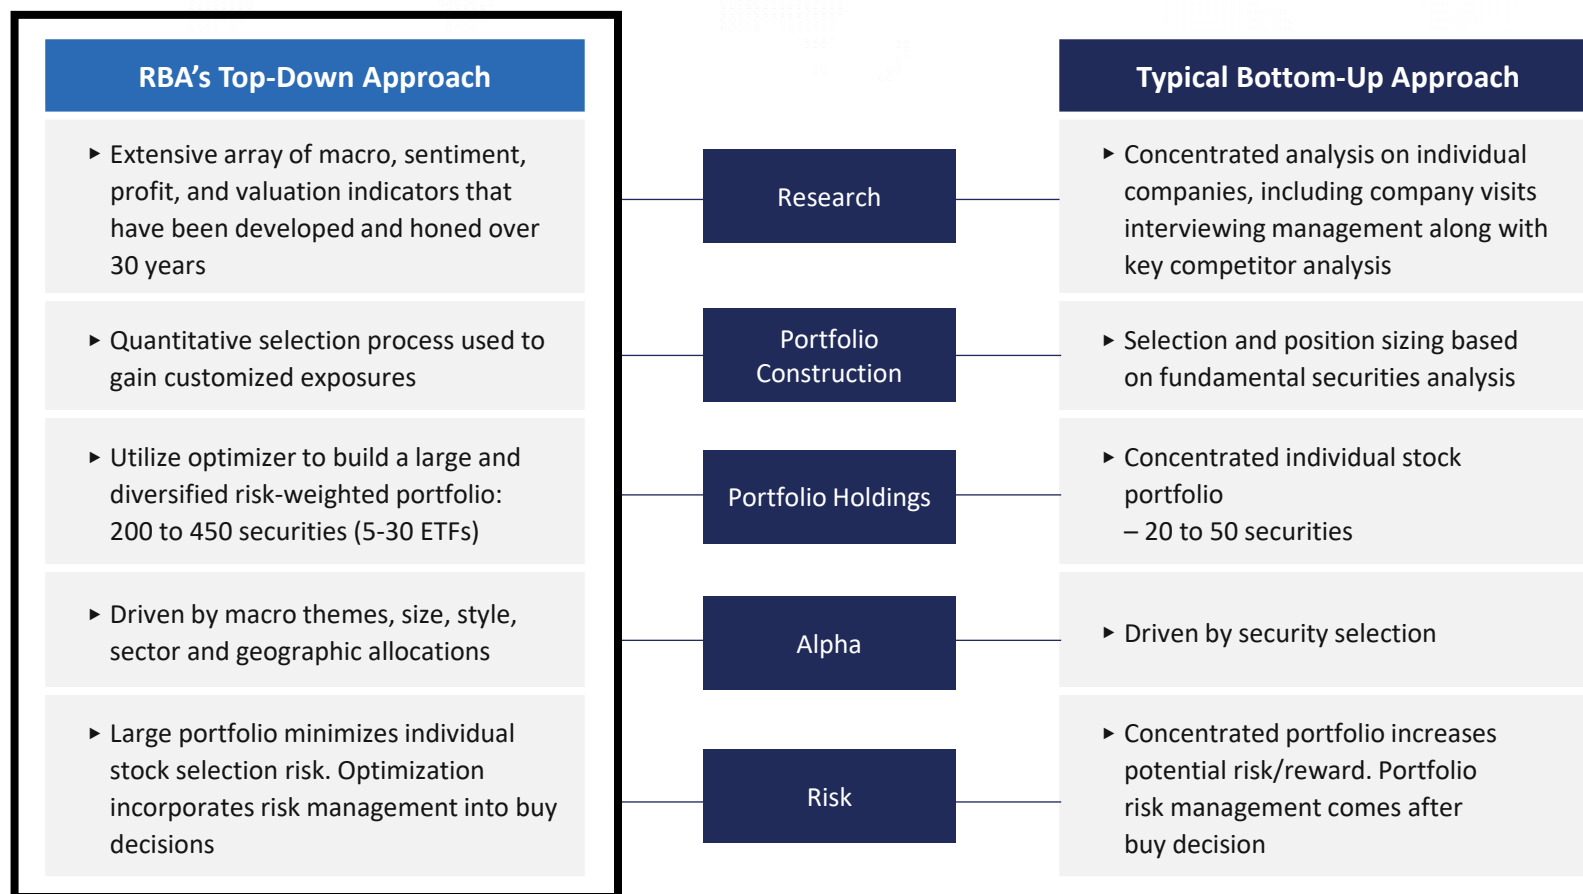 RBA's Top-Down Approach
Typical Bottom-Up Approach
▸ Extensive array of macro, sentiment,
profit, and valuation indicators that
have been developed and honed over
30 years
Research
▸ Concentrated analysis on individual
companies, including company visits
interviewing management along with
key competitor analysis
▸ Quantitative selection process used to
gain customized exposures
Portfolio
Construction
▸ Selection and position sizing based
on fundamental securities analysis
▸ Utilize optimizer to build a large and
diversified risk-weighted portfolio:
200 to 450 securities (5-30 ETFs)
Portfolio Holdings
▸ Concentrated individual stock
portfolio
– 20 to 50 securities
▸ Driven by macro themes, size, style,
sector and geographic allocations
Alpha
▸ Driven by security selection
▸ Large portfolio minimizes individual
stock selection risk. Optimization
incorporates risk management into buy
decisions
Risk
▸ Concentrated portfolio increases
potential risk/reward. Portfolio
risk management comes after
buy decision